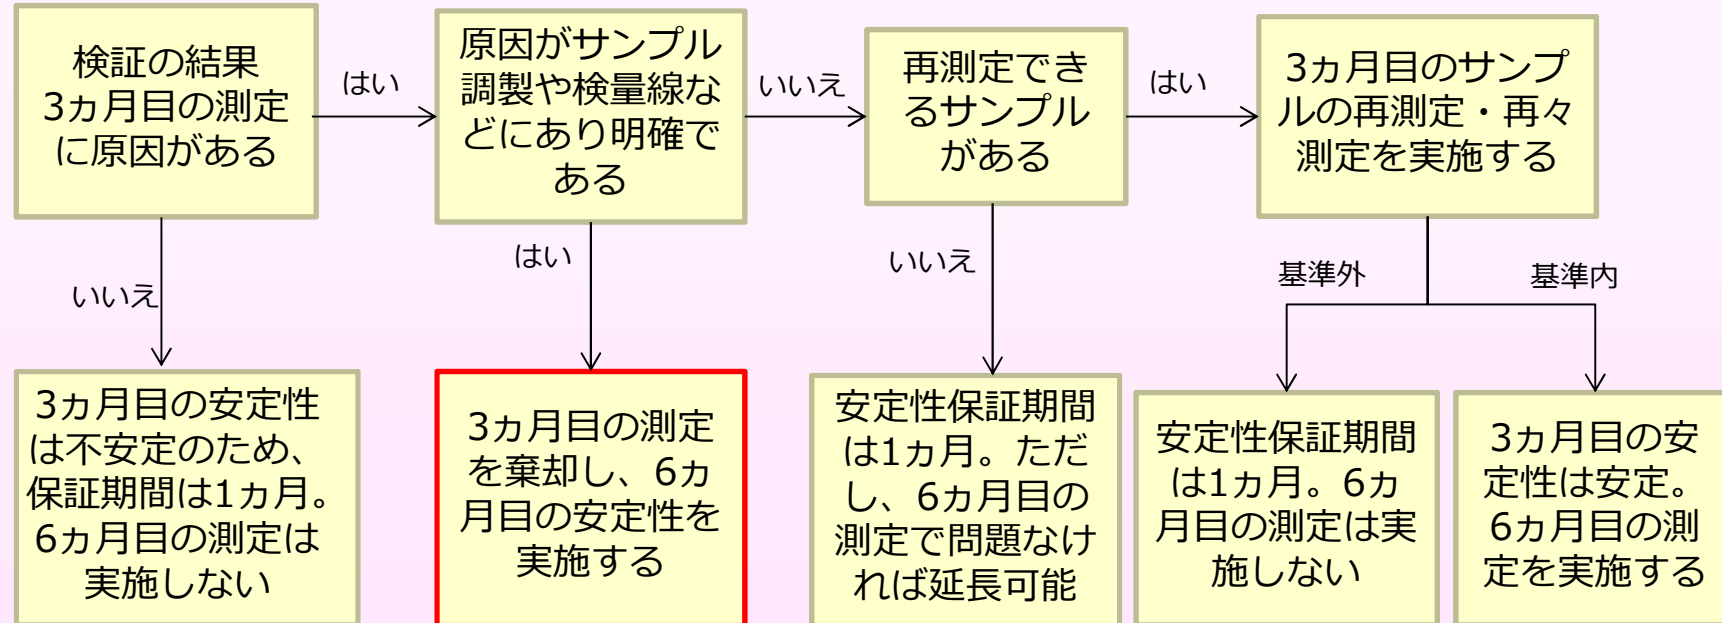 検証の結果
3ヵ月目の測定
に原因がある
はい
原因がサンプル
調製や検量線な
どにあり明確で
ある
いいえ
再測定でき
るサンプル
がある
はい
3ヵ月目のサンプ
ルの再測定・再々
測定を実施する
いいえ
はい
いいえ
基準外
基準内
3ヵ月目の安定性
は不安定のため、
保証期間は1ヵ月。
6ヵ月目の測定は
実施しない
3ヵ月目の測定
を棄却し、6ヵ
月目の安定性を
実施する
安定性保証期間
は1ヵ月。ただ
し、6ヵ月目の
測定で問題なけ
れば延長可能
安定性保証期間
は1ヵ月。6カ
月目の測定は実
施しない
3ヵ月目の安
定性は安定。
6ヵ月目の測
定を実施する